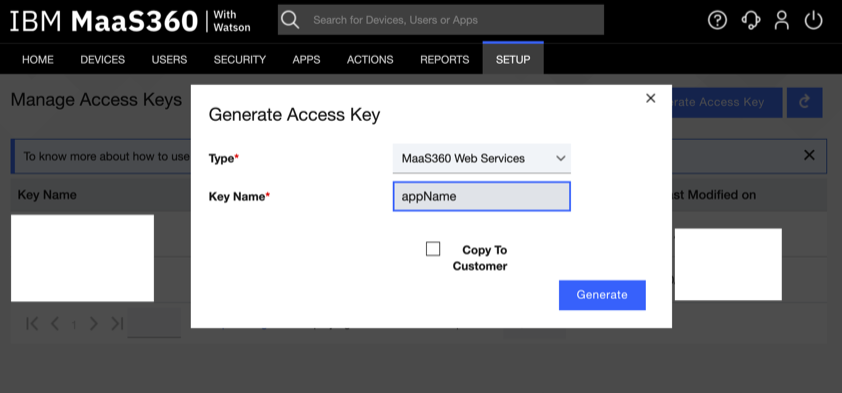 IBM MaaS360 With Watson
Search for Devices, Users or Apps
HOME DEVICES USERS SECURITY APPS ACTIONS REPORTS SETUP
Manage Access Keys
Access Key
Generate Access Key
To know more about how to use
Type*
MaaS360 Web Services
Key Name
Key Name*
appName
Modified on
Copy To
Customer
Generate
1